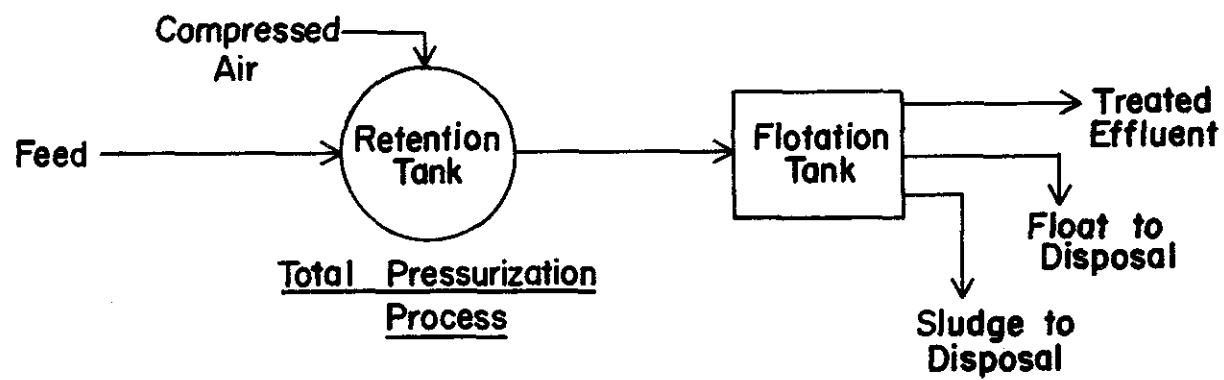 Compressed
Air
Feed
Retention
Tank
Flotation
Tank
Treated
Effluent
Float to
Disposal
Sludge to
Disposal
Total Pressurization
Process